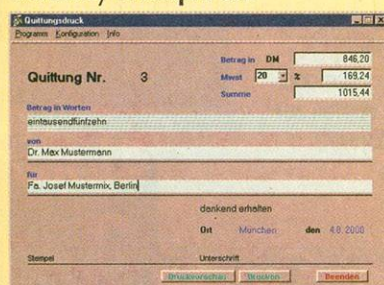 Quittungsdruck
Programm Konfiguration Info
Betrag in DM 846,20
Quittung Nr. 3 Mwst 20 % 169,24
Summe 1015,44
Betrag in Worten
eintausendfünfzehn
von
Dr. Max Mustermann
für
Fa. Josef Mustermix, Berlin
dankend erhalten
Ort München den 4.8.2000
Stempel Unterschrift
Druckvorschau Drucken Beenden